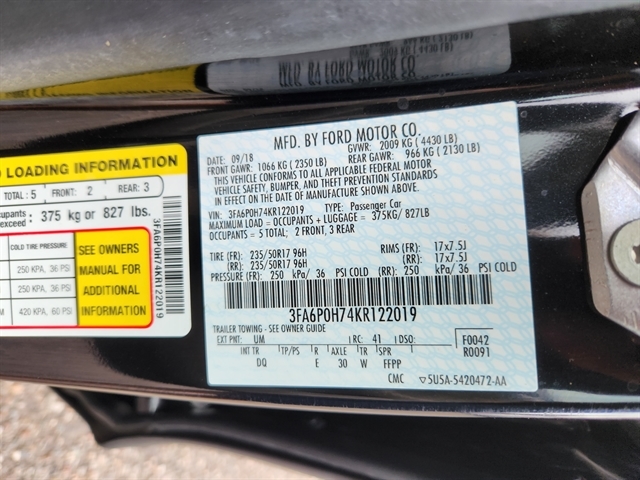 MFD. BY FORD MOTOR CO.
DATE: 09/18 GVWR: 2009 KG ( 4430 LB)
FRONT GAWR: 1066 KG ( 2350 LB) REAR GAWR: 966 KG ( 2130 LB)
THIS VEHICLE CONFORMS TO ALL APPLICABLE FEDERAL MOTOR
VEHICLE SAFETY, BUMPER, AND THEFT PREVENTION STANDARDS
IN EFFECT ON THE DATE OF MANUFACTURE SHOWN ABOVE.
VIN: 3FA6P0H74KR122019 TYPE: Passenger Car
MAXIMUM LOAD = OCCUPANTS + LUGGAGE = 375KG/ 827LB
OCCUPANTS = 5 TOTAL: 2 FRONT, 3 REAR
TIRE (FR): 235/50R17 96H RIMS (FR): 17x7.5J
(RR): 235/50R17 96H (RR): 17x7.5J
PRESSURE (FR): 250 kPa/ 36 PSI COLD (RR): 250 kPa/ 36 PSI COLD
3FA6P0H74KR122019
TRAILER TOWING - SEE OWNER GUIDE
EXT PNT: UM RC: 41 DSO: F0042
R0091
INT TR TP/PS R AXLE TR SPR
DQ E 30 W FFPP
CMC ▽5U5A-5420472-AA
LOADING INFORMATION
TOTAL: 5 FRONT: 2 REAR: 3
375 kg or 827 lbs.
COLD TIRE PRESSURE
250 KPA, 36 PSI
250 KPA, 36 PSI
420 KPA, 60 PSI
SEE OWNERS
MANUAL FOR
ADDITIONAL
INFORMATION
3FA6P0H74KR122019